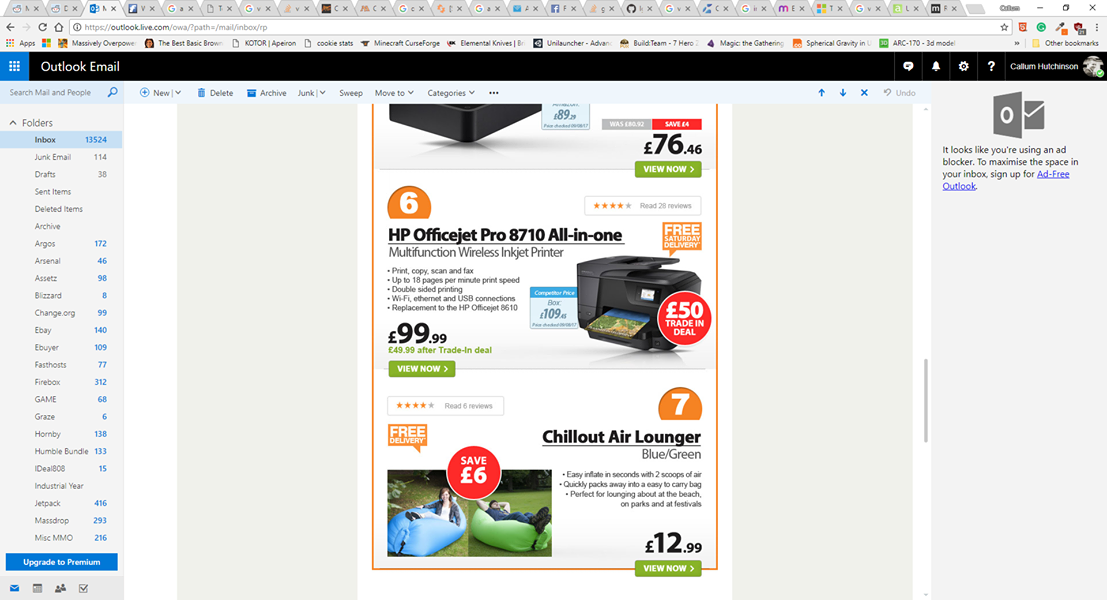 https://outlook.live.com/owa/?path=/mail/inbox/rp
Apps
Massively Overpower
The Best Basic Brown
KOTOR | Apeiron
cookie stats
Minecraft CurseForge
Elemental Knives | Bri
Unilauncher - Advanc
Build:Team - 7 Hero Z
Magic: the Gathering
Spherical Gravity in U
ARC-170 - 3d model
Other bookmarks
Outlook Email
Callum Hutchinson
Search Mail and People
New
Delete
Archive
Junk
Sweep
Move to
Categories
Undo
Folders
Inbox 13524
Junk Email 114
Drafts 38
Sent Items
Deleted Items
Archive
Argos 172
Arsenal 46
Assetz 98
Blizzard 8
Change.org 99
Ebay 140
Ebuyer 109
Fasthosts 77
Firebox 312
GAME 68
Graze 6
Hornby 138
Humble Bundle 133
IDeal808 15
Industrial Year
Jetpack 416
Massdrop 293
Misc MMO 216
Upgrade to Premium
£89.29
Price checked 09/08/17
WAS £80.92 SAVE £4
£76.46
VIEW NOW >
6
Read 28 reviews
HP Officejet Pro 8710 All-in-one
Multifunction Wireless Inkjet Printer
FREE
SATURDAY
DELIVERY*
• Print, copy, scan and fax
• Up to 18 pages per minute print speed
• Double sided printing
• Wi-Fi, ethernet and USB connections
• Replacement to the HP Officejet 8610
Competitor Price
Box:
£109.45
Price checked 09/08/17
£50
TRADE IN
DEAL
£99.99
£49.99 after Trade-In deal
VIEW NOW >
Read 6 reviews
7
FREE
DELIVERY*
Chillout Air Lounger
Blue/Green
SAVE
£6
• Easy inflate in seconds with 2 scoops of air
• Quickly packs away into a easy to carry bag
• Perfect for lounging about at the beach,
on parks and at festivals
£12.99
VIEW NOW >
It looks like you're using an ad
blocker. To maximise the space in
your inbox, sign up for Ad-Free
Outlook.